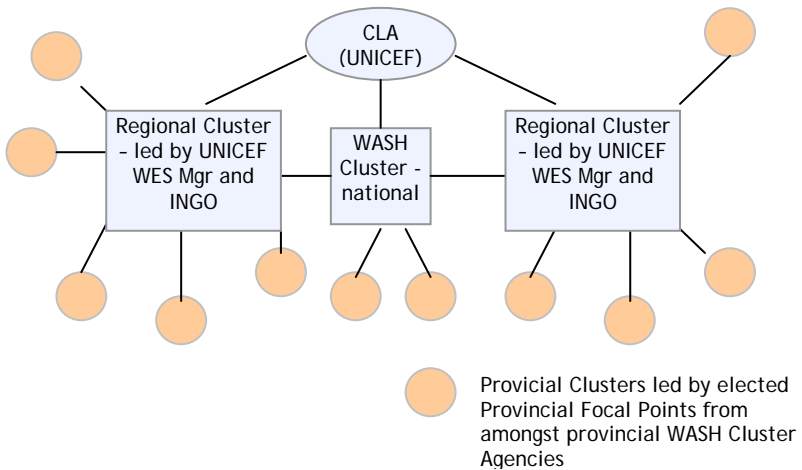 CLA
(UNICEF)
Regional Cluster
- led by UNICEF
WES Mgr and
INGO
WASH
Cluster -
national
Regional Cluster
- led by UNICEF
WES Mgr and
INGO
Provicial Clusters led by elected
Provincial Focal Points from
amongst provincial WASH Cluster
Agencies